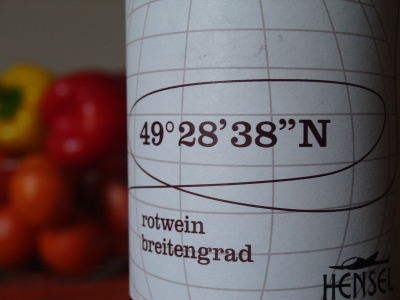 49°28’38”N
rotwein
breitengrad
HENSEL